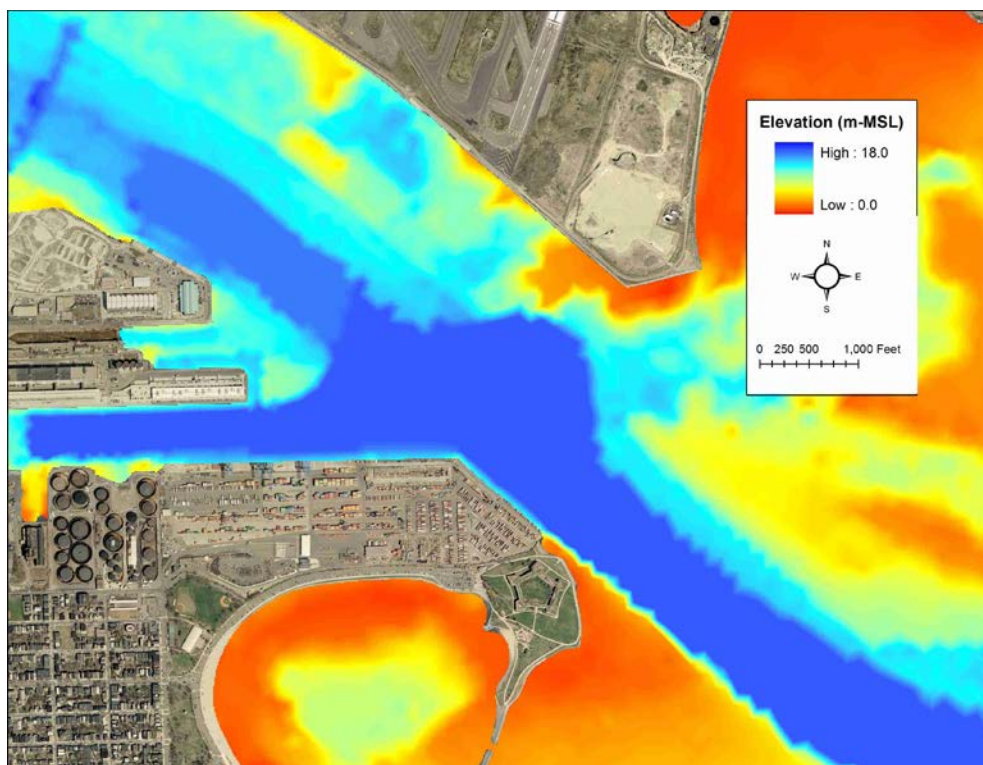 Elevation (m-MSL)
High : 18.0
Low : 0.0
N
W E
S
0 250 500 1,000 Feet